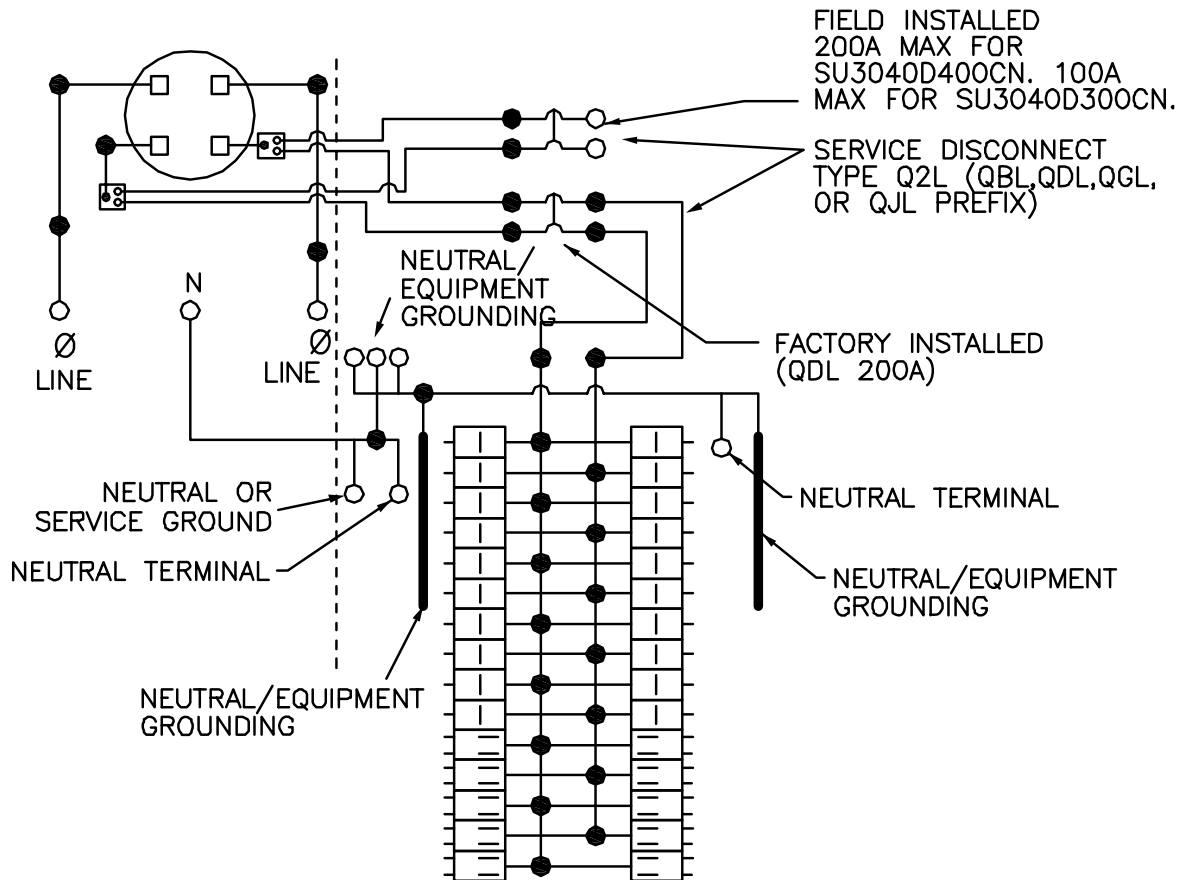 FIELD INSTALLED
200A MAX FOR
SU3040D400CN. 100A
MAX FOR SU3040D300CN.
SERVICE DISCONNECT
TYPE Q2L (QBL,QDL,QGL,
OR QJL PREFIX)
NEUTRAL/
EQUIPMENT
GROUNDING
N
Ø
LINE
Ø
LINE
FACTORY INSTALLED
(QDL 200A)
NEUTRAL OR
SERVICE GROUND
NEUTRAL TERMINAL
NEUTRAL TERMINAL
NEUTRAL/EQUIPMENT
GROUNDING
NEUTRAL/EQUIPMENT
GROUNDING